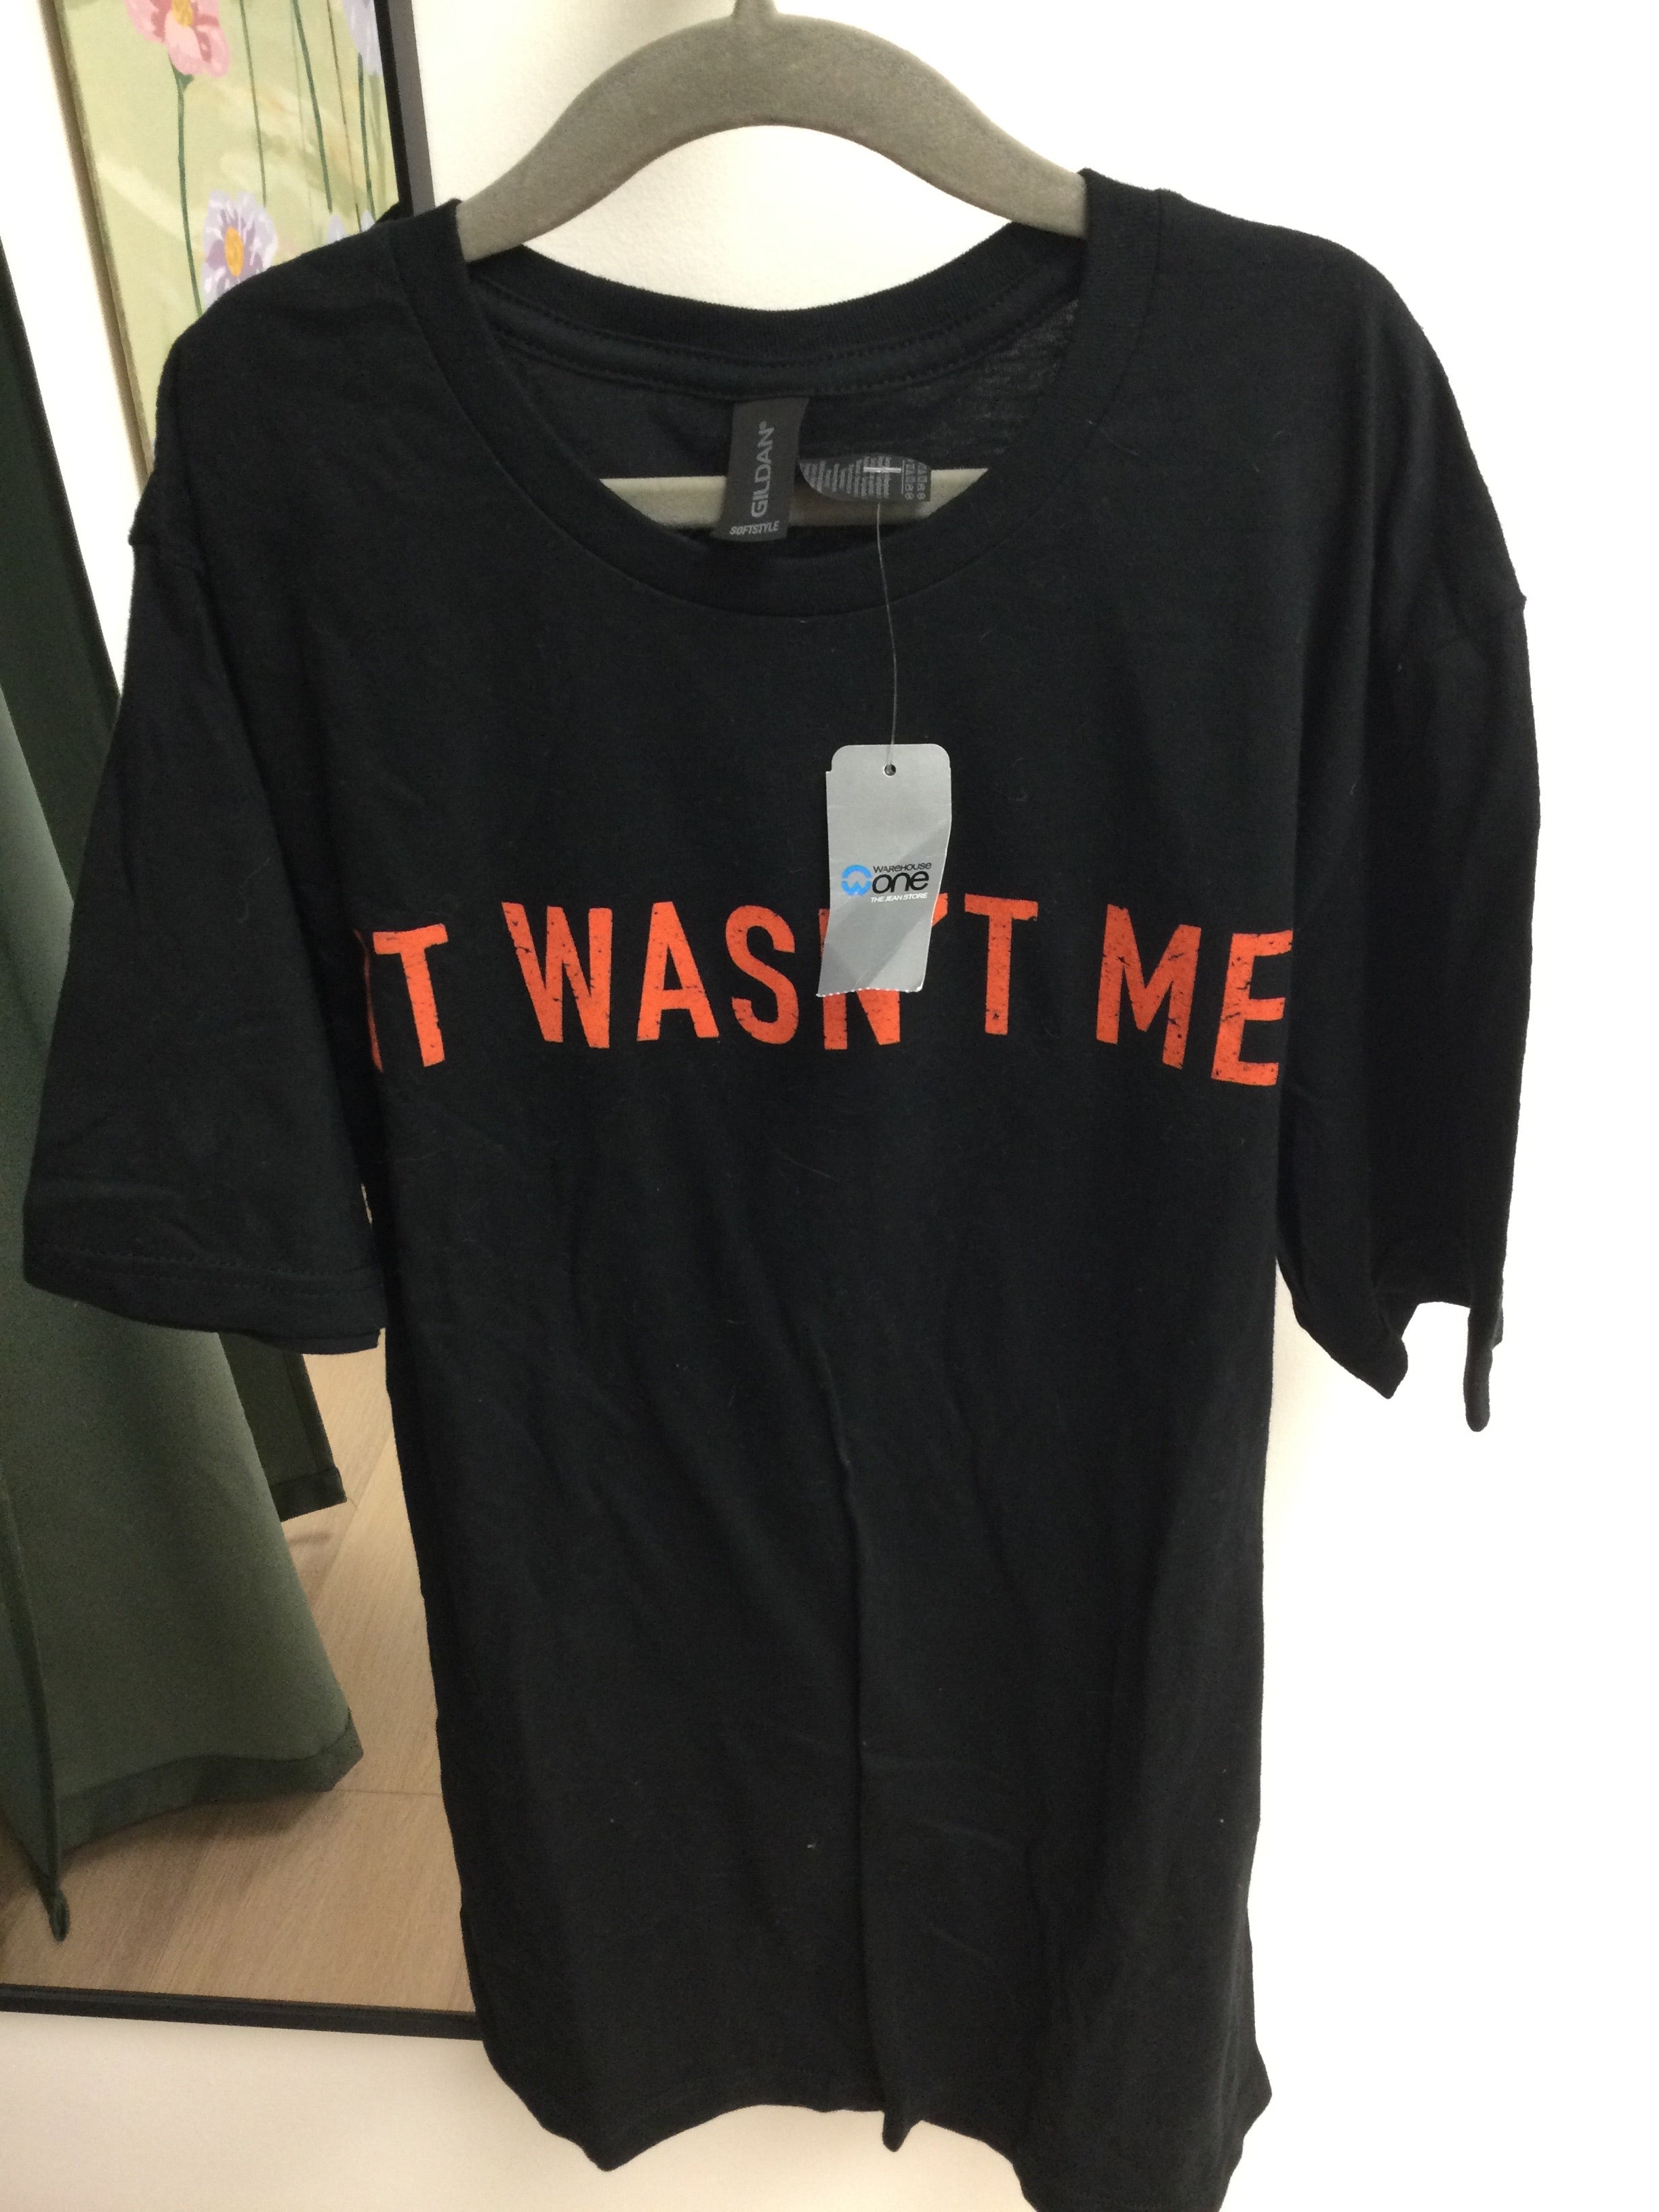 GILDAN®
SOFTSTYLE
WAREHOUSE
one
THE JEAN STORE
IT WASN'T ME